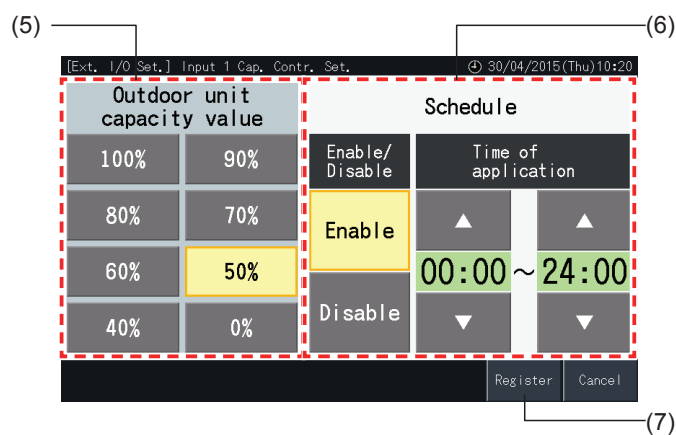 (5)
(6)
[Ext. I/O Set.] Input 1 Cap. Contr. Set.
30/04/2015(Thu)10:20
Outdoor unit
capacity value
100%
90%
80%
70%
60%
50%
40%
0%
Schedule
Enable/
Disable
Time of
application
Enable
00:00~24:00
Disable
Register
Cancel
(7)